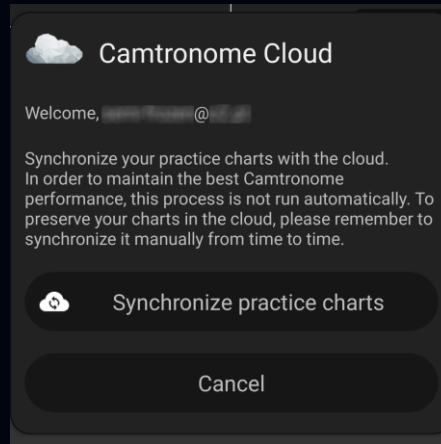 Camtronome Cloud
Welcome, @
Synchronize your practice charts with the cloud.
In order to maintain the best Camtronome
performance, this process is not run automatically. To
preserve your charts in the cloud, please remember to
synchronize it manually from time to time.
Synchronize practice charts
Cancel